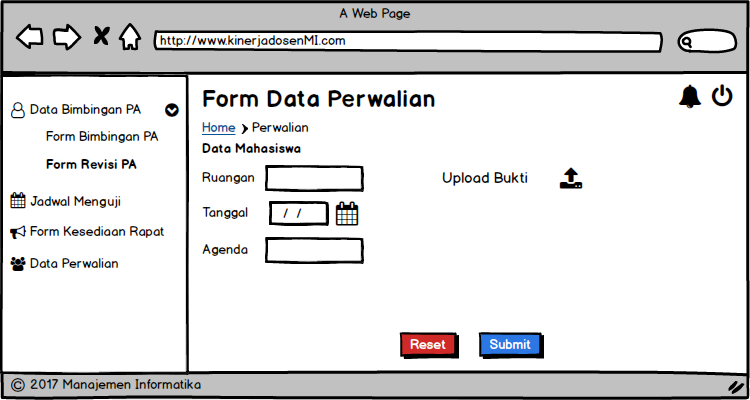 A Web Page
http://www.kinerjadosenMI.com
Data Bimbingan PA
Form Bimbingan PA
Form Revisi PA
Jadwal Menguji
Form Kesediaan Rapat
Data Perwalian
Form Data Perwalian
Home Perwalian
Data Mahasiswa
Ruangan
Upload Bukti
Tanggal / /
Agenda
Reset Submit
© 2017 Manajemen Informatika